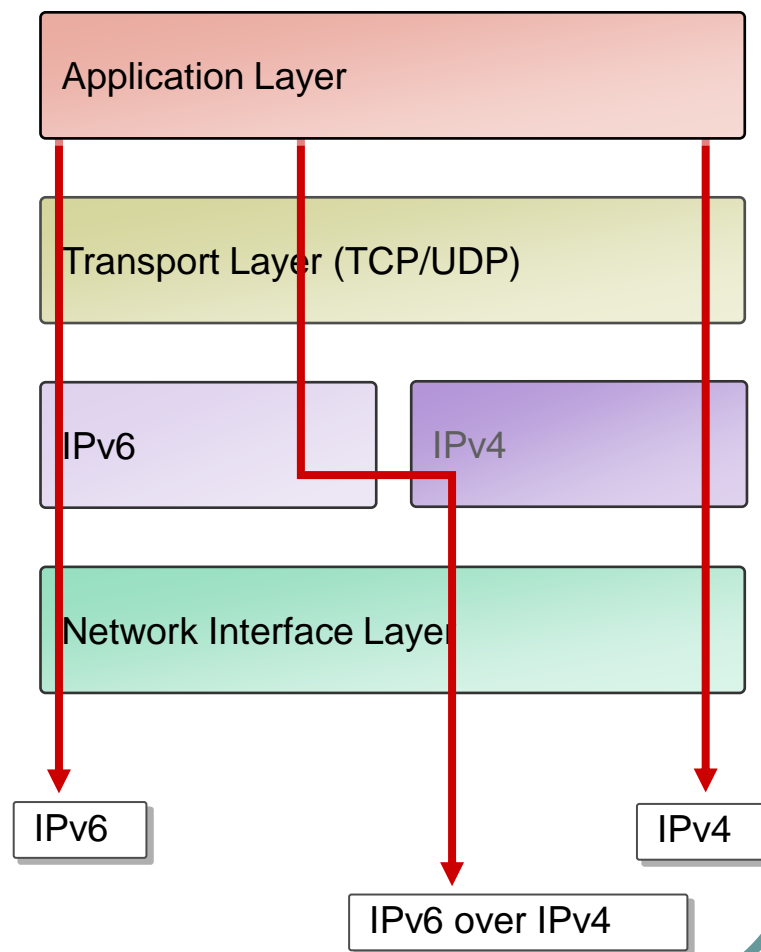 Application Layer
Transport Layer (TCP/UDP)
IPv6
IPv4
Network Interface Layer
IPv6
IPv4
IPv6 over IPv4